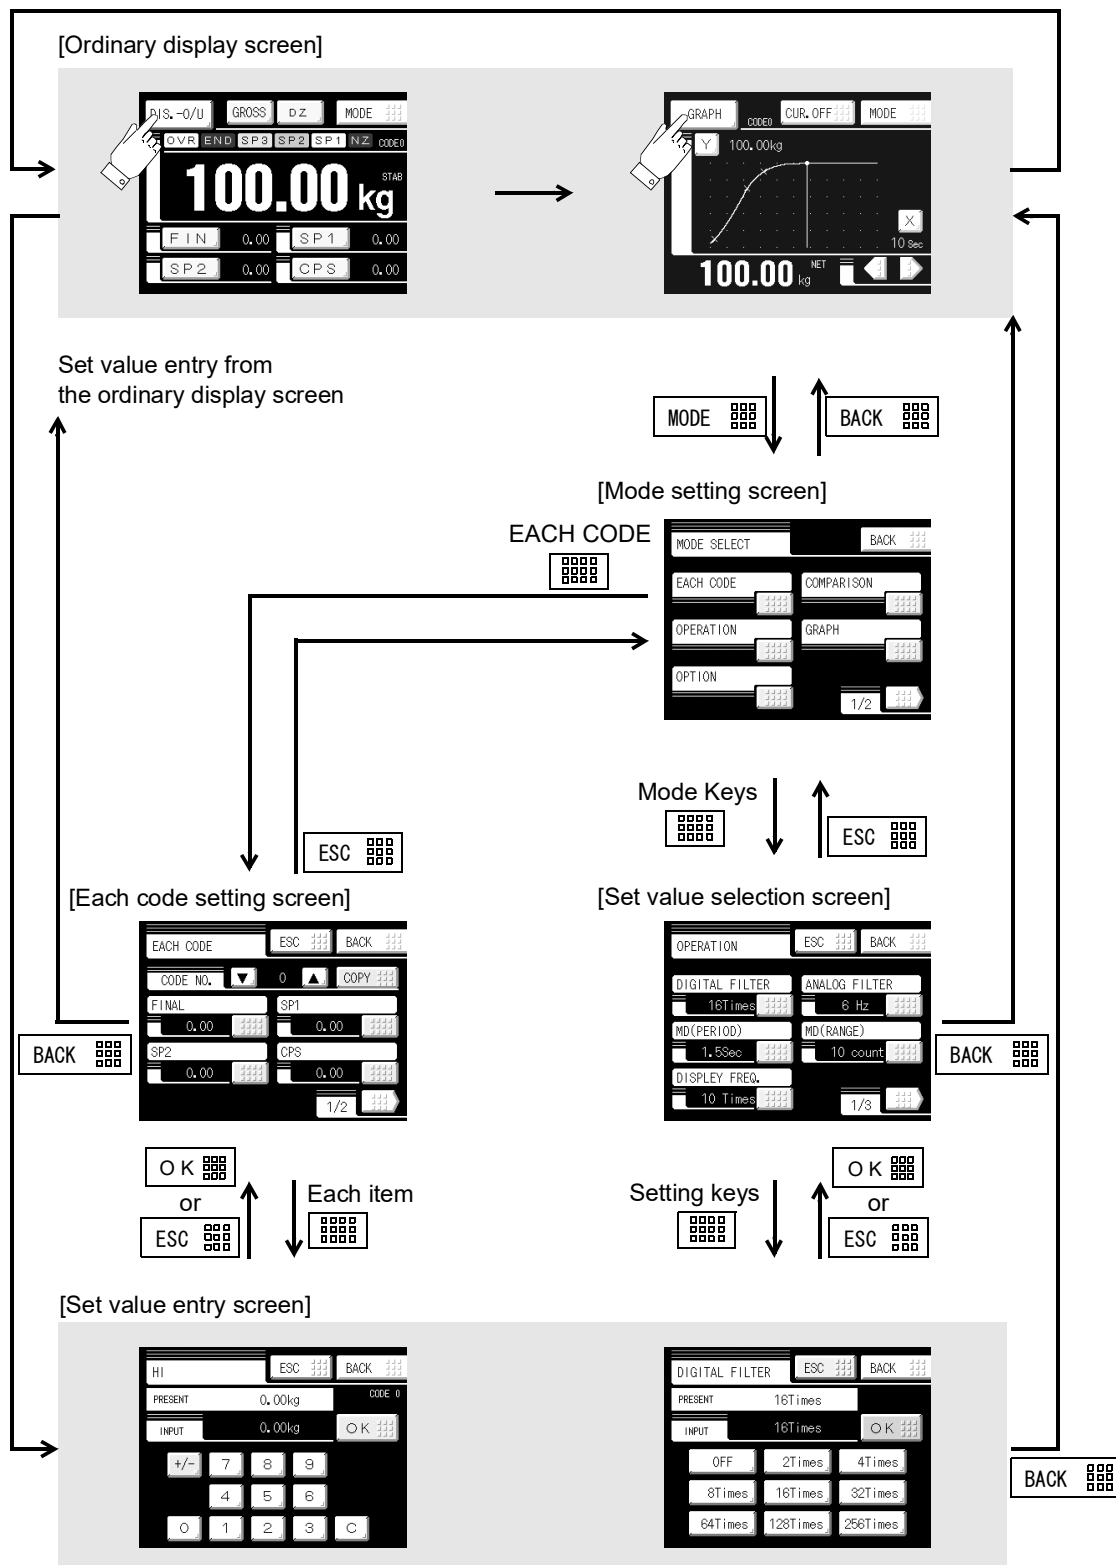 [Ordinary display screen]
DIS.-O/U GROSS DZ MODE
OVR END SP3 SP2 SP1 NZ CODE0
STAB
100.00 kg
FIN 0.00 SP1 0.00
SP2 0.00 CPS 0.00
GRAPH CODE0 CUR.OFF MODE
Y 100.00kg
X
10 Sec
100.00 kg NET
Set value entry from
the ordinary display screen
MODE
BACK
[Mode setting screen]
EACH CODE
MODE SELECT BACK
EACH CODE COMPARISON
OPERATION GRAPH
OPTION
1/2
Mode Keys
ESC
ESC
[Each code setting screen]
EACH CODE ESC BACK
CODE NO. ▼ 0 ▲ COPY
FINAL SP1
0.00 0.00
SP2 CPS
0.00 0.00
1/2
BACK
[Set value selection screen]
OPERATION ESC BACK
DIGITAL FILTER ANALOG FILTER
16Times 6 Hz
MD(PERIOD) MD(RANGE)
1.5Sec 10 count
DISPLEY FREQ.
10 Times
1/3
BACK
OK
or
ESC
Each item
Setting keys
OK
or
ESC
[Set value entry screen]
HI ESC BACK
PRESENT 0.00kg CODE 0
INPUT 0.00kg OK
+/- 7 8 9
4 5 6
0 1 2 3 C
DIGITAL FILTER ESC BACK
PRESENT 16Times
INPUT 16Times OK
OFF 2Times 4Times
8Times 16Times 32Times
64Times 128Times 256Times
BACK